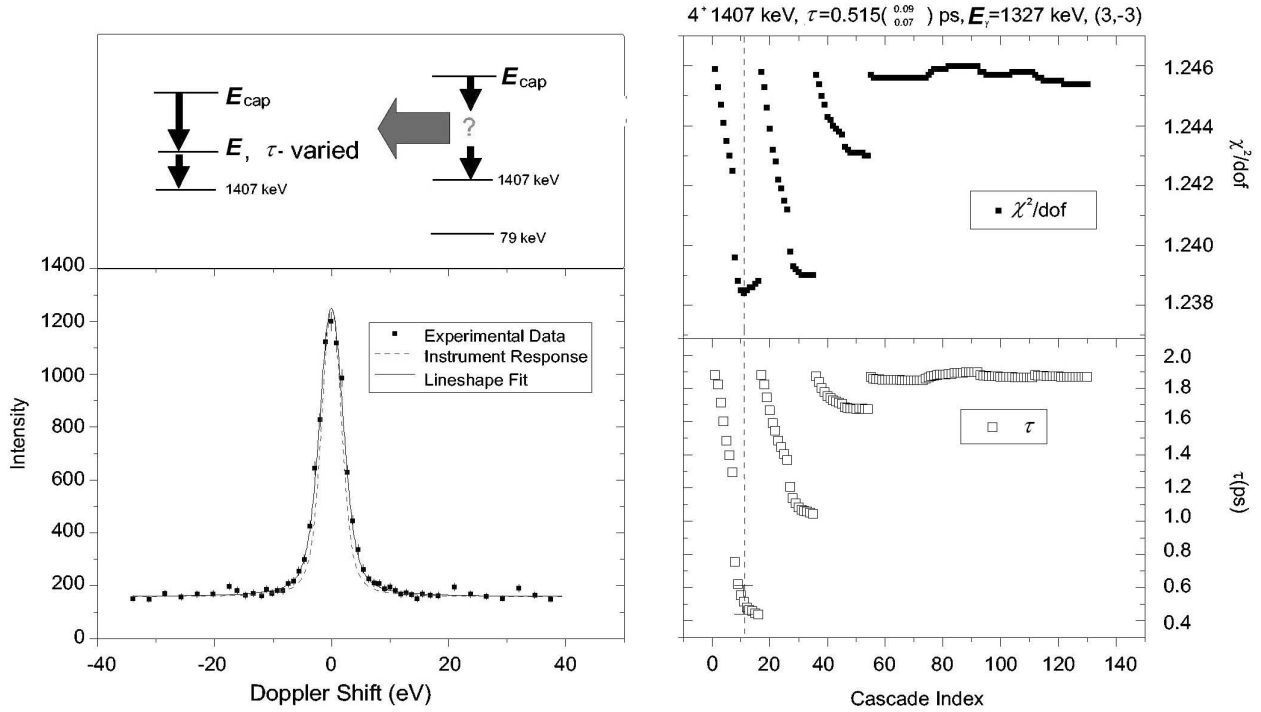 4⁺ 1407 keV, τ=0.515(0.09 0.07) ps, Eγ=1327 keV, (3,-3)
Ecap
E, τ- varied
1407 keV
Ecap
?
1407 keV
79 keV
1400
1200
1000
800
600
400
200
0
Intensity
Experimental Data
Instrument Response
Lineshape Fit
-40 -20 0 20 40
Doppler Shift (eV)
1.246
1.244
1.242
1.240
1.238
χ²/dof
χ²/dof
2.0
1.8
1.6
1.4
1.2
1.0
0.8
0.6
0.4
τ(ps)
τ
0 20 40 60 80 100 120 140
Cascade Index